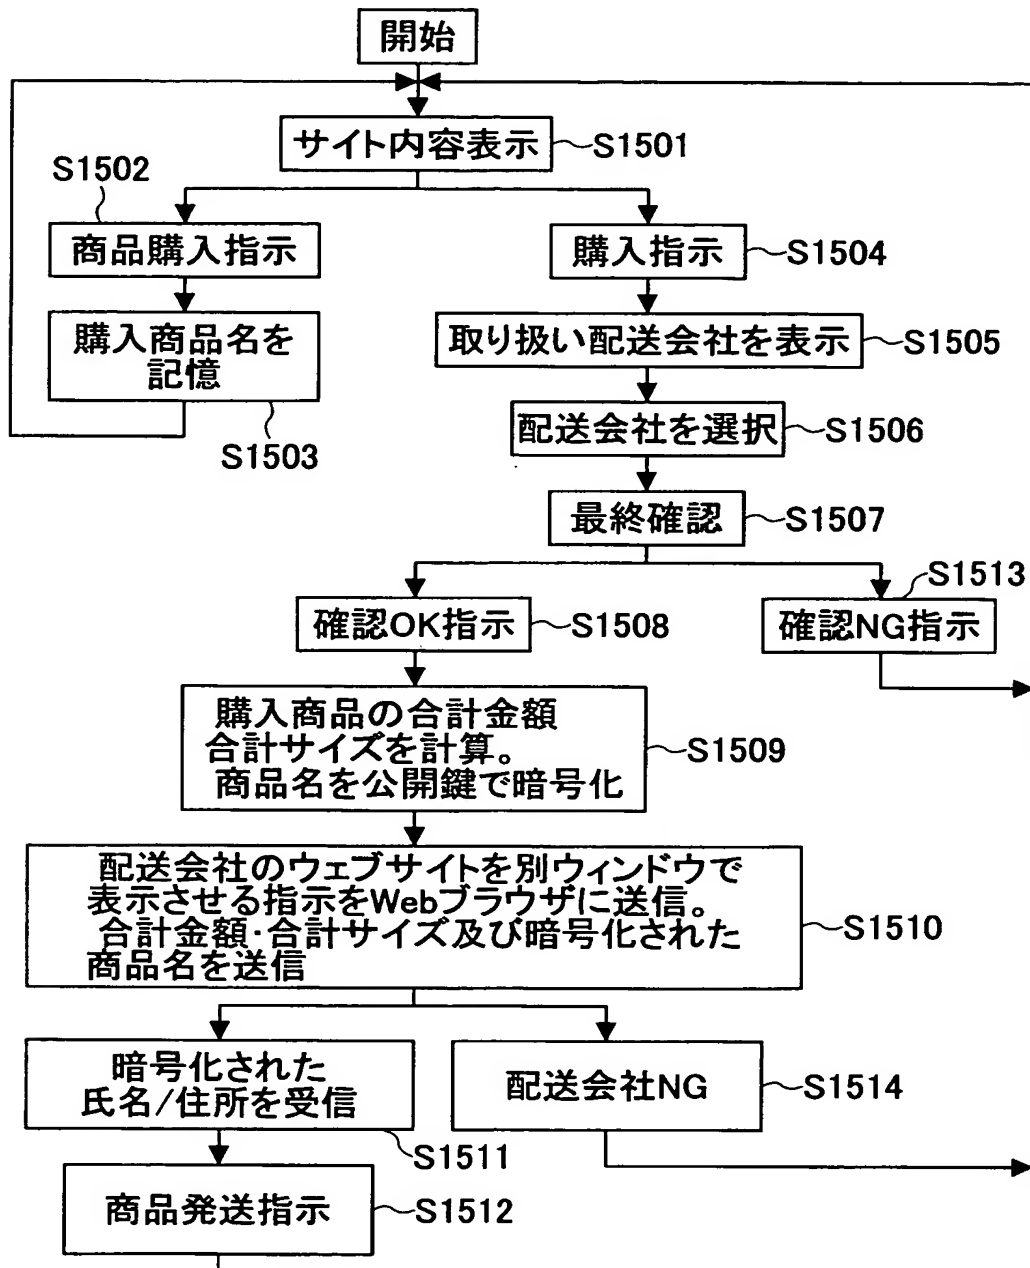 開始
サイト内容表示
S1501
S1502
商品購入指示
購入指示
S1504
購入商品名を
記憶
S1503
取り扱い配送会社を表示
S1505
配送会社を選択
S1506
最終確認
S1507
確認OK指示
S1508
S1513
確認NG指示
購入商品の合計金額
合計サイズを計算。
商品名を公開鍵で暗号化
S1509
配送会社のウェブサイトを別ウィンドウで
表示させる指示をWebブラウザに送信。
合計金額・合計サイズ及び暗号化された
商品名を送信
S1510
暗号化された
氏名/住所を受信
S1511
配送会社NG
S1514
商品発送指示
S1512